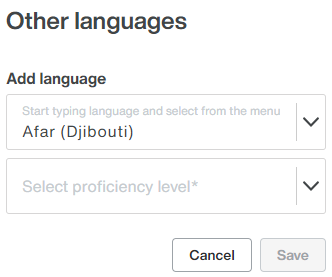 Other languages
Add language
Start typing language and select from the menu
Afar (Djibouti)
Select proficiency level*
Cancel Save